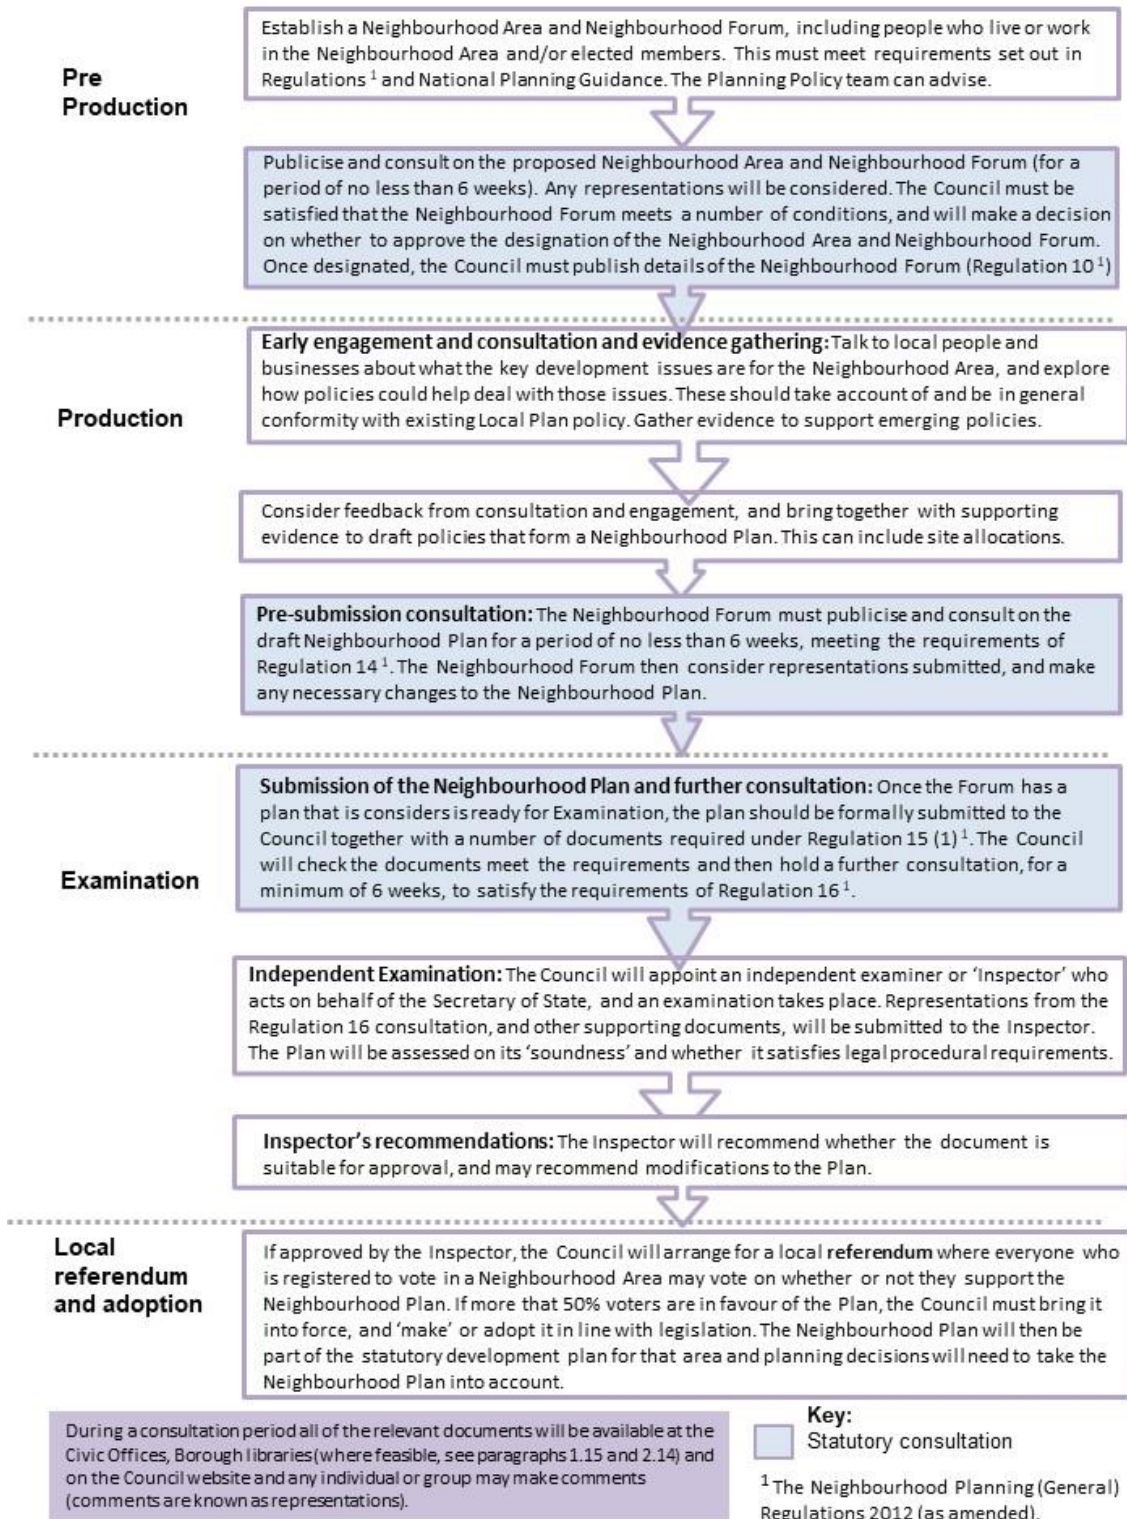 Establish a Neighbourhood Area and Neighbourhood Forum, including people who live or work
in the Neighbourhood Area and/or elected members. This must meet requirements set out in
Regulations ¹ and National Planning Guidance. The Planning Policy team can advise.
Pre
Production
Publicise and consult on the proposed Neighbourhood Area and Neighbourhood Forum (for a
period of no less than 6 weeks). Any representations will be considered. The Council must be
satisfied that the Neighbourhood Forum meets a number of conditions, and will make a decision
on whether to approve the designation of the Neighbourhood Area and Neighbourhood Forum.
Once designated, the Council must publish details of the Neighbourhood Forum (Regulation 10 ¹)
Early engagement and consultation and evidence gathering: Talk to local people and
businesses about what the key development issues are for the Neighbourhood Area, and explore
how policies could help deal with those issues. These should take account of and be in general
conformity with existing Local Plan policy. Gather evidence to support emerging policies.
Production
Consider feedback from consultation and engagement, and bring together with supporting
evidence to draft policies that form a Neighbourhood Plan. This can include site allocations.
Pre-submission consultation: The Neighbourhood Forum must publicise and consult on the
draft Neighbourhood Plan for a period of no less than 6 weeks, meeting the requirements of
Regulation 14 ¹. The Neighbourhood Forum then consider representations submitted, and make
any necessary changes to the Neighbourhood Plan.
Submission of the Neighbourhood Plan and further consultation: Once the Forum has a
plan that is considers is ready for Examination, the plan should be formally submitted to the
Council together with a number of documents required under Regulation 15 (1) ¹. The Council
will check the documents meet the requirements and then hold a further consultation, for a
minimum of 6 weeks, to satisfy the requirements of Regulation 16 ¹.
Examination
Independent Examination: The Council will appoint an independent examiner or ‘Inspector’ who
acts on behalf of the Secretary of State, and an examination takes place. Representations from the
Regulation 16 consultation, and other supporting documents, will be submitted to the Inspector.
The Plan will be assessed on its ‘soundness’ and whether it satisfies legal procedural requirements.
Inspector’s recommendations: The Inspector will recommend whether the document is
suitable for approval, and may recommend modifications to the Plan.
Local
referendum
and adoption
If approved by the Inspector, the Council will arrange for a local referendum where everyone who
is registered to vote in a Neighbourhood Area may vote on whether or not they support the
Neighbourhood Plan. If more that 50% voters are in favour of the Plan, the Council must bring it
into force, and ‘make’ or adopt it in line with legislation. The Neighbourhood Plan will then be
part of the statutory development plan for that area and planning decisions will need to take the
Neighbourhood Plan into account.
During a consultation period all of the relevant documents will be available at the
Civic Offices, Borough libraries (where feasible, see paragraphs 1.15 and 2.14) and
on the Council website and any individual or group may make comments
(comments are known as representations).
Key:
Statutory consultation
¹ The Neighbourhood Planning (General)
Regulations 2012 (as amended).